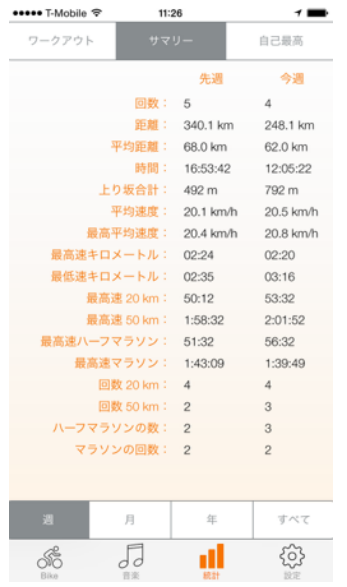 T-Mobile 11:26
ワークアウト サマリー 自己最高
先週 今週
回数： 5 4
距離： 340.1 km 248.1 km
平均距離： 68.0 km 62.0 km
時間： 16:53:42 12:05:22
上り坂合計： 492 m 792 m
平均速度： 20.1 km/h 20.5 km/h
最高平均速度： 20.4 km/h 20.8 km/h
最高速キロメートル： 02:24 02:20
最低速キロメートル： 02:35 03:16
最高速 20 km： 50:12 53:32
最高速 50 km： 1:58:32 2:01:52
最高速ハーフマラソン： 51:32 56:32
最高速マラソン： 1:43:09 1:39:49
回数 20 km： 4 4
回数 50 km： 2 3
ハーフマラソンの数： 2 3
マラソンの回数： 2 2
週 月 年 すべて
Bike 音楽 統計 設定